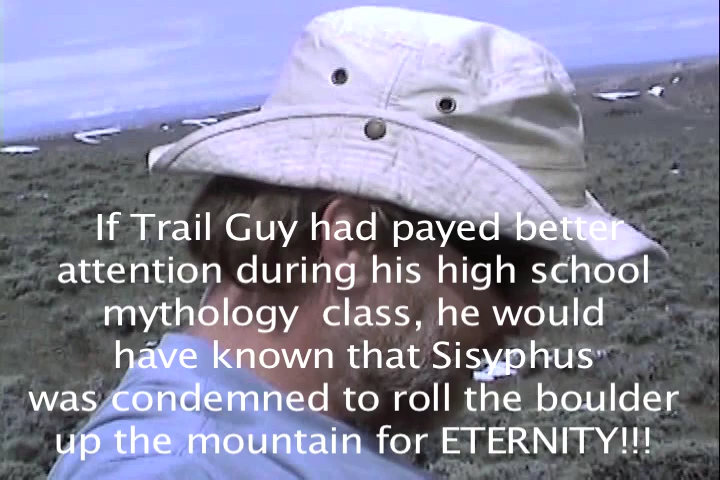 If Trail Guy had payed better
attention during his high school
mythology  class, he would
have known that Sisyphus
was condemned to roll the boulder
up the mountain for ETERNITY!!!